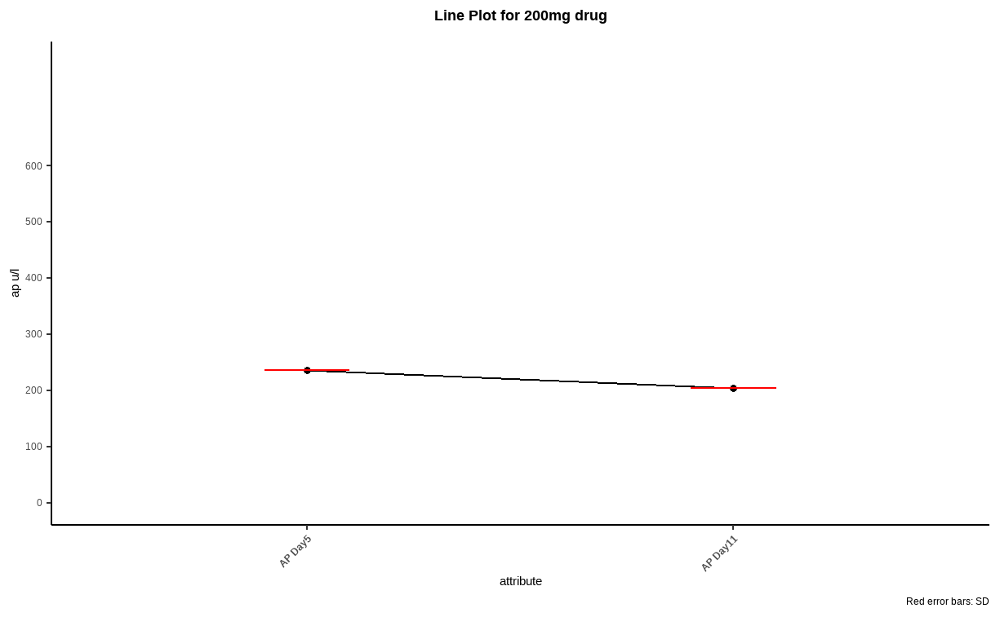 Line Plot for 200mg drug
600
500
400
300
200
100
0
ap u/l
AP Day5
AP Day11
attribute
Red error bars: SD